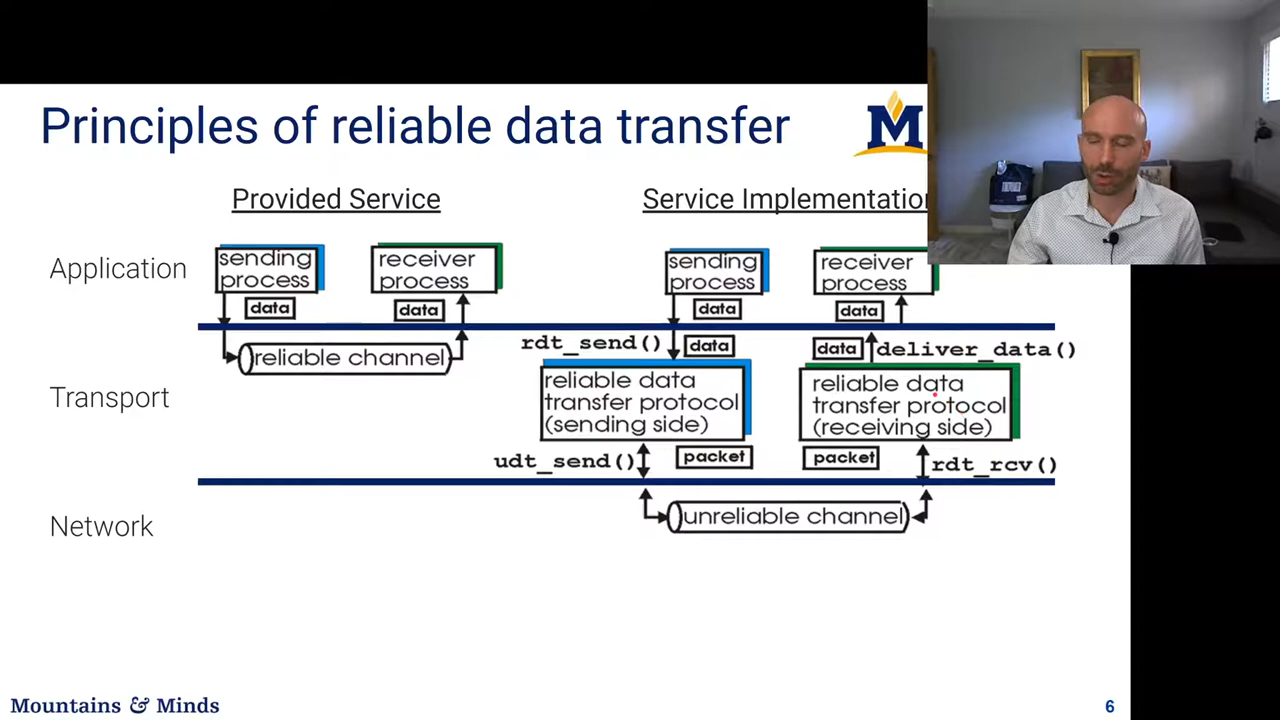 Principles of reliable data transfer
M
Provided Service
Service Implementation
Application
sending
process
receiver
process
sending
process
receiver
process
data
data
data
data
reliable channel
rdt_send()
data
data
deliver_data()
Transport
reliable data
transfer protocol
(sending side)
reliable data
transfer protocol
(receiving side)
udt_send()
packet
packet
rdt_rcv()
Network
unreliable channel
Mountains & Minds
6